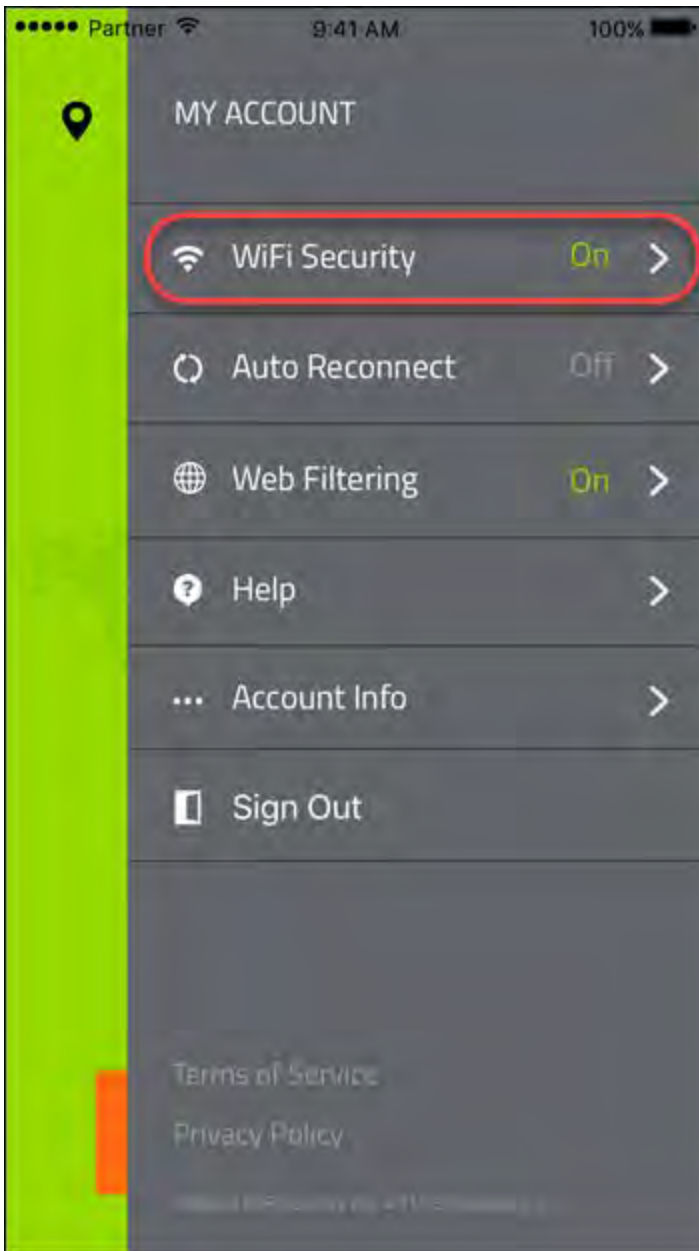 Partner 9:41 AM 100%
MY ACCOUNT
WiFi Security On
Auto Reconnect Off
Web Filtering On
Help
Account Info
Sign Out
Terms of Service
Privacy Policy